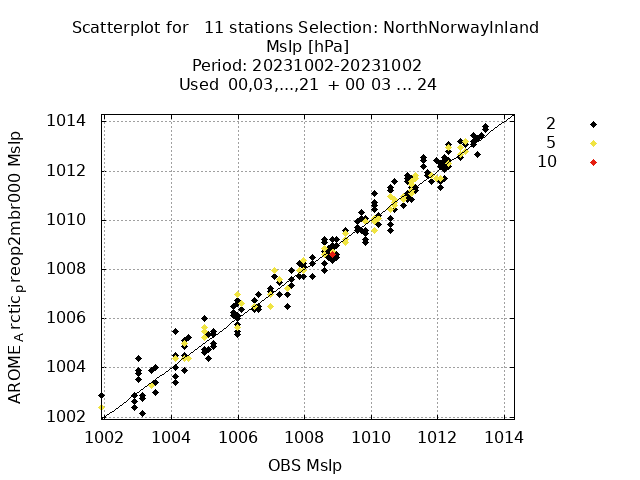 Scatterplot for   11 stations Selection: NorthNorwayInland
Mslp [hPa]
Period: 20231002-20231002
Used  00,03,...,21  + 00 03 ... 24
2
5
10
AROME_Arctic_preop2mbr000 Mslp
1014
1012
1010
1008
1006
1004
1002
1002 1004 1006 1008 1010 1012 1014
OBS Mslp